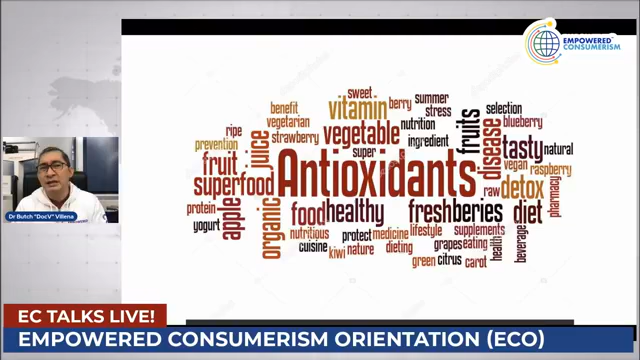 EMPOWERED
CONSUMERISM
sweet
summer
benefit
vitamin
berry
stress
selection
vegetarian
fruits
blueberry
ripe
juice
strawberry
vegetable
nutrition
disease
prevention
super
ingredient
tasty
natural
fruit
Antioxidants
vegan
raspberry
superfood
raw
detox
pharmacy
protein
apple
organic
food
healthy
fresh
berries
diet
yogurt
nutritious
protect
medicine
lifestyle
supplements
beverage
cuisine
kiwi
nature
dieting
grapes
eating
health
green
citrus
carot
Dr Butch "DocV" Villena
EC TALKS LIVE!
EMPOWERED CONSUMERISM ORIENTATION (ECO)